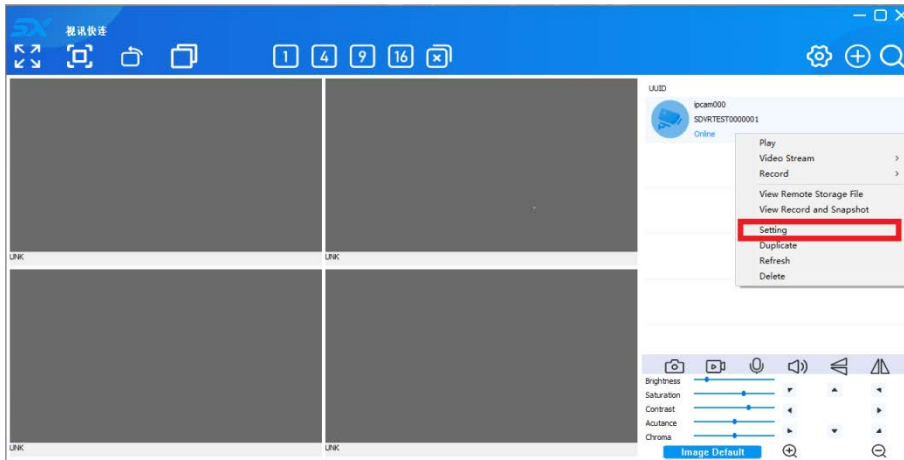 SX 视讯快连
1 4 9 16
UUID
ipcam000
SDVRTEST0000001
Online
Play
Video Stream
Record
View Remote Storage File
View Record and Snapshot
Setting
Duplicate
Refresh
Delete
UNK
UNK
Brightness
Saturation
Contrast
Acutance
Chroma
Image Default
UNK
UNK